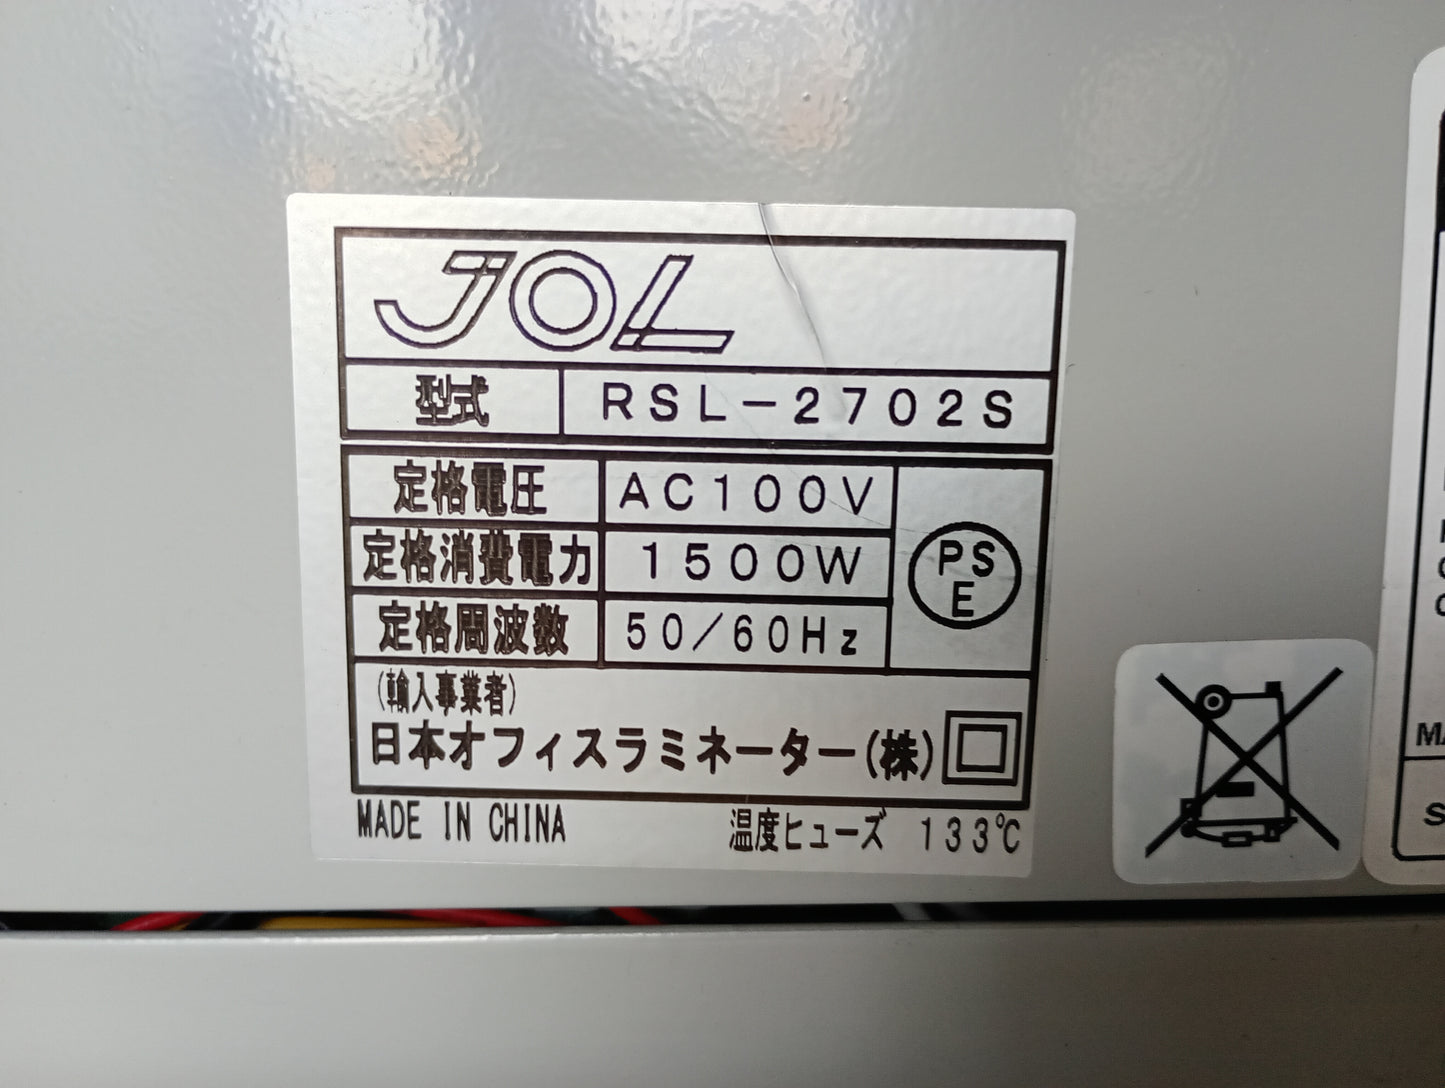 JOL
型式 RSL-2702S
定格電圧 AC100V
定格消費電力 1500W
定格周波数 50/60Hz
PS
E
(輸入事業者)
日本オフィスラミネーター(株)
MADE IN CHINA 温度ヒューズ 133℃